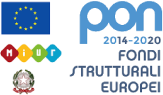 pon
2014-2020
MIUR
FONDI
STRUTTURALI
EUROPEI